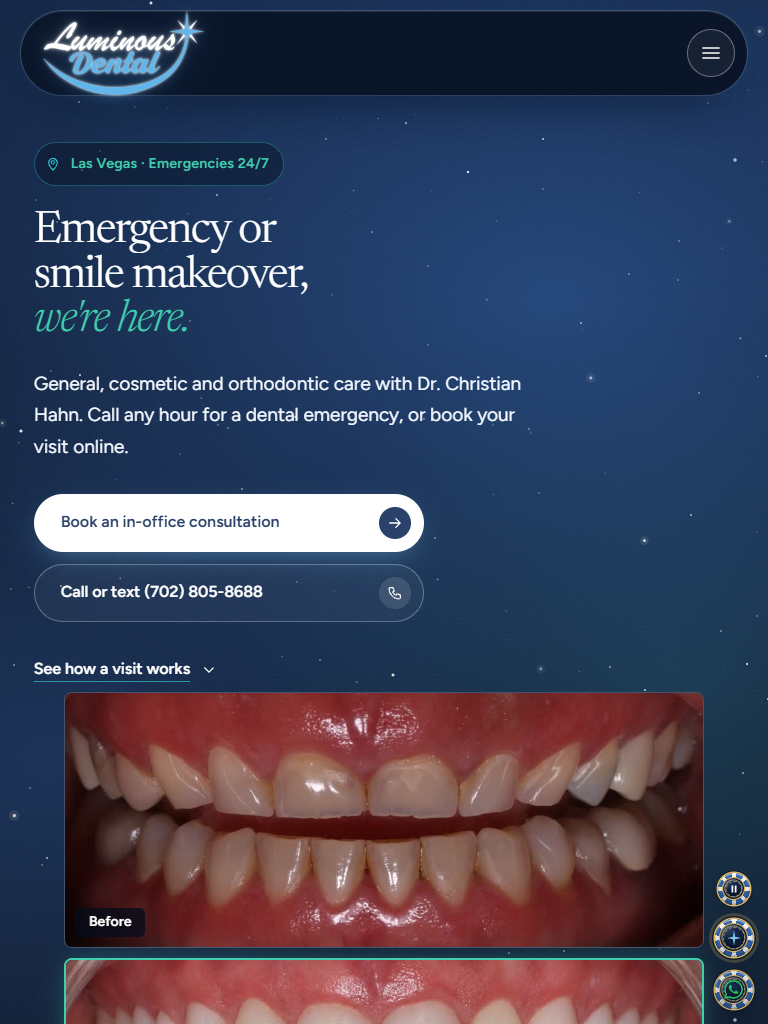 Luminous
Dental
Las Vegas · Emergencies 24/7
Emergency or
smile makeover,
we're here.
General, cosmetic and orthodontic care with Dr. Christian
Hahn. Call any hour for a dental emergency, or book your
visit online.
Book an in-office consultation
Call or text (702) 805-8688
See how a visit works
Before